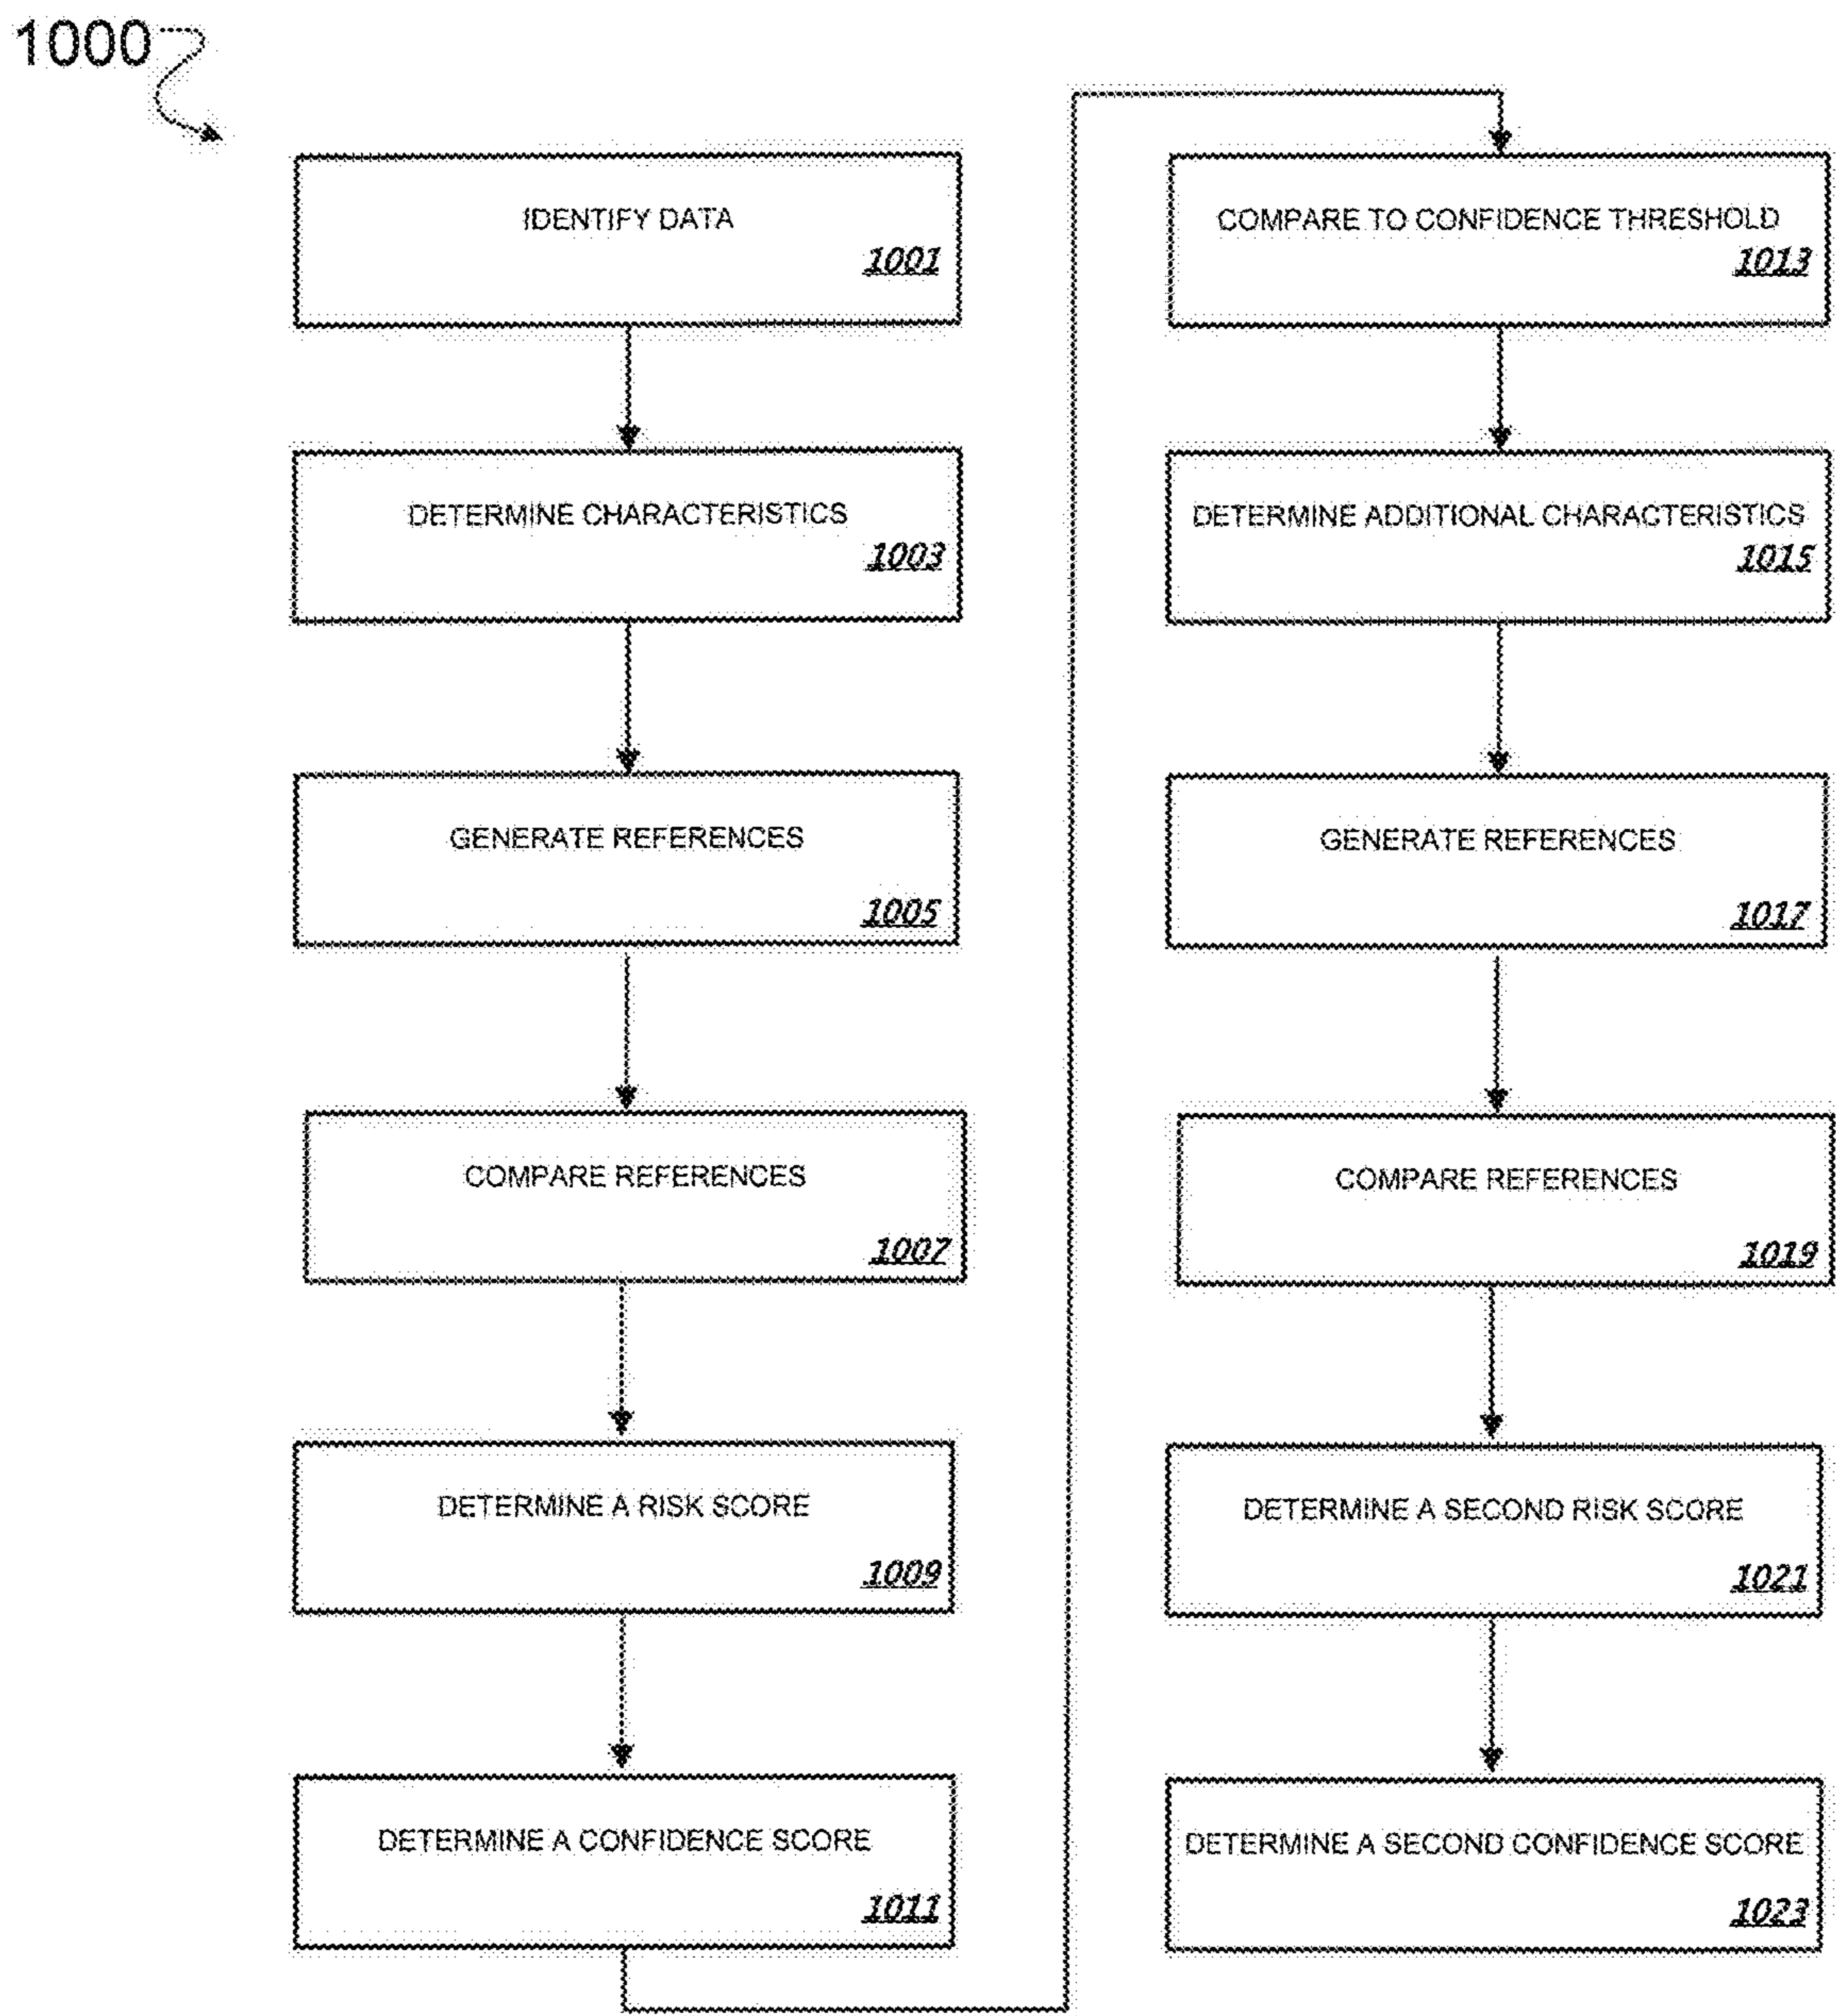 1000
IDENTIFY DATA
1001
DETERMINE CHARACTERISTICS
1003
GENERATE REFERENCES
1005
COMPARE REFERENCES
1007
DETERMINE A RISK SCORE
1009
DETERMINE A CONFIDENCE SCORE
1011
COMPARE TO CONFIDENCE THRESHOLD
1013
DETERMINE ADDITIONAL CHARACTERISTICS
1015
GENERATE REFERENCES
1017
COMPARE REFERENCES
1019
DETERMINE A SECOND RISK SCORE
1021
DETERMINE A SECOND CONFIDENCE SCORE
1023